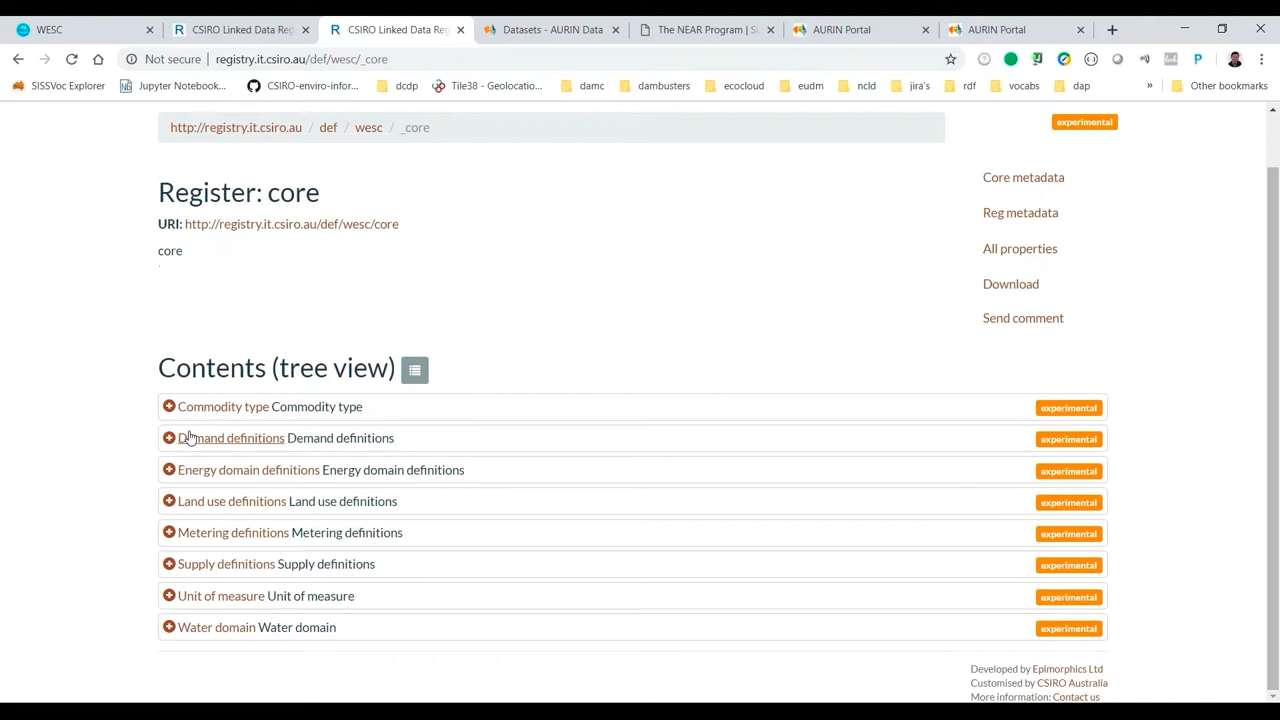 WESC
CSIRO Linked Data Reg
CSIRO Linked Data Reg
Datasets - AURIN Data
The NEAR Program | Su
AURIN Portal
AURIN Portal
Not secure registry.it.csiro.au/def/wesc/_core
SISSVoc Explorer
Jupyter Notebook...
CSIRO-enviro-infor...
dcdp
Tile38 - Geolocatio...
damc
dambusters
ecocloud
eudm
ncld
jira's
rdf
vocabs
dap
»
Other bookmarks
http://registry.it.csiro.au / def / wesc / _core
experimental
Register: core
URI: http://registry.it.csiro.au/def/wesc/core
core
Core metadata
Reg metadata
All properties
Download
Send comment
Contents (tree view)
Commodity type Commodity type experimental
Demand definitions Demand definitions experimental
Energy domain definitions Energy domain definitions experimental
Land use definitions Land use definitions experimental
Metering definitions Metering definitions experimental
Supply definitions Supply definitions experimental
Unit of measure Unit of measure experimental
Water domain Water domain experimental
Developed by Epimorphics Ltd
Customised by CSIRO Australia
More information: Contact us